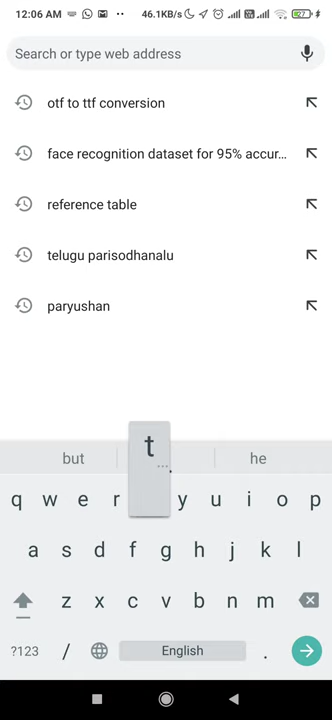 12:06 AM 46.1KB/s 27
Search or type web address
otf to ttf conversion
face recognition dataset for 95% accur...
reference table
telugu parisodhanalu
paryushan
but he
t
q w e r y u i o p
a s d f g h j k l
z x c v b n m
?123 / English .